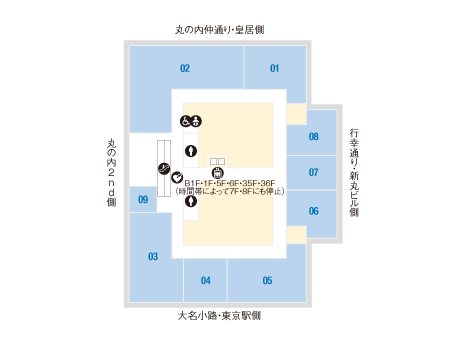 丸の内仲通り・皇居側
02
01
08
行幸通り・新丸ビル側
丸の内2nd側
07
B1F・1F・5F・6F・35F・36F
(時間帯によって7F・8Fにも停止)
09
06
03
04
05
大名小路・東京駅側